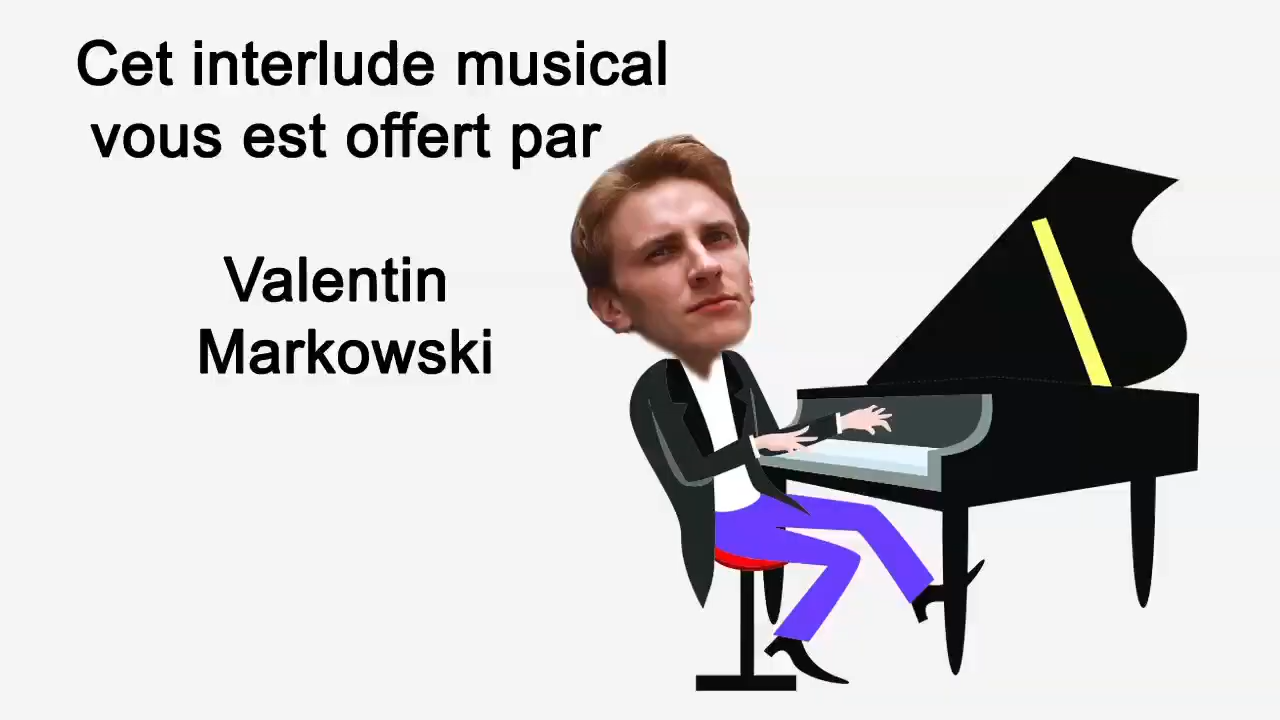 Cet interlude musical
vous est offert par
Valentin
Markowski